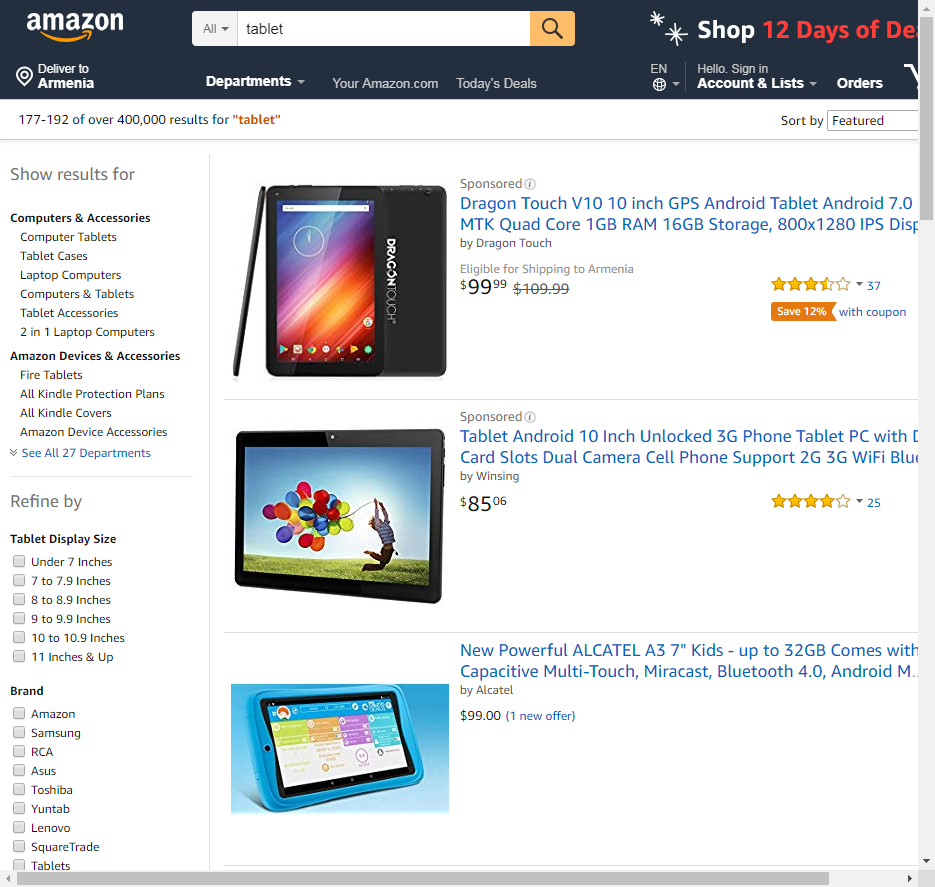 amazon
All
tablet
Shop 12 Days of De
Deliver to
Armenia
Departments
Your Amazon.com
Today's Deals
EN
Hello. Sign in
Account & Lists
Orders
177-192 of over 400,000 results for "tablet"
Sort by
Featured
Show results for
Computers & Accessories
Computer Tablets
Tablet Cases
Laptop Computers
Computers & Tablets
Tablet Accessories
2 in 1 Laptop Computers
Amazon Devices & Accessories
Fire Tablets
All Kindle Protection Plans
All Kindle Covers
Amazon Device Accessories
See All 27 Departments
Refine by
Tablet Display Size
Under 7 Inches
7 to 7.9 Inches
8 to 8.9 Inches
9 to 9.9 Inches
10 to 10.9 Inches
11 Inches & Up
Brand
Amazon
Samsung
RCA
Asus
Toshiba
Yuntab
Lenovo
SquareTrade
Tablets
DRAGONTOUCH
Sponsored
Dragon Touch V10 10 inch GPS Android Tablet Android 7.0
MTK Quad Core 1GB RAM 16GB Storage, 800x1280 IPS Disp
by Dragon Touch
Eligible for Shipping to Armenia
$99.99 $109.99
37
Save 12% with coupon
Sponsored
Tablet Android 10 Inch Unlocked 3G Phone Tablet PC with D
Card Slots Dual Camera Cell Phone Support 2G 3G WiFi Blue
by Winsing
$85.06
25
New Powerful ALCATEL A3 7" Kids - up to 32GB Comes with
Capacitive Multi-Touch, Miracast, Bluetooth 4.0, Android M...
by Alcatel
$99.00 (1 new offer)